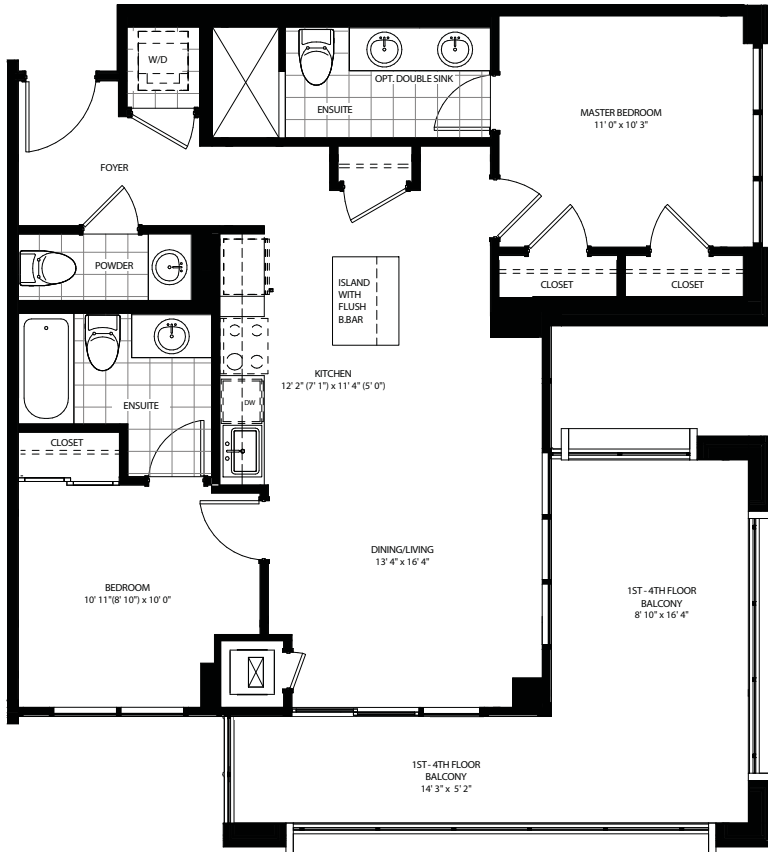 W/D
OPT. DOUBLE SINK
ENSUITE
MASTER BEDROOM
11' 0" x 10' 3"
FOYER
POWDER
ISLAND
WITH
FLUSH
B.BAR
CLOSET
CLOSET
KITCHEN
12' 2" (7' 1") x 11' 4" (5' 0")
DW
ENSUITE
CLOSET
DINING/LIVING
13' 4" x 16' 4"
BEDROOM
10' 11"(8' 10") x 10' 0"
1ST - 4TH FLOOR
BALCONY
8' 10" x 16' 4"
1ST - 4TH FLOOR
BALCONY
14' 3" x 5' 2"